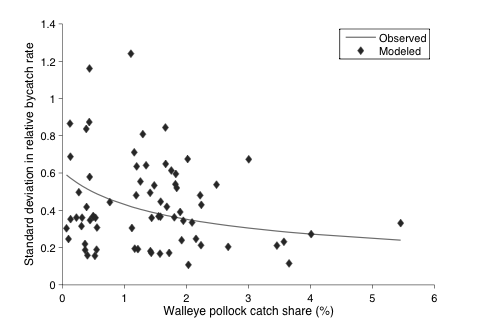 1.4
1.2
1
0.8
0.6
0.4
0.2
0
Standard deviation in relative bycatch rate
Observed
Modeled
0 1 2 3 4 5 6
Walleye pollock catch share (%)